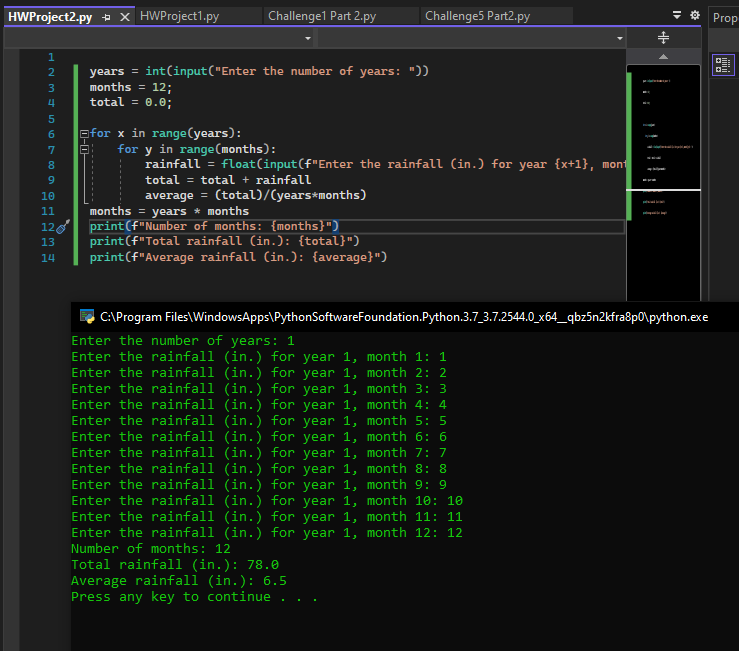 HWProject2.py HWProject1.py Challenge1 Part 2.py Challenge5 Part2.py
Prop
1
2 years = int(input("Enter the number of years: "))
3 months = 12;
4 total = 0.0;
5
6 for x in range(years):
7 for y in range(months):
8 rainfall = float(input(f"Enter the rainfall (in.) for year {x+1}, mont
9 total = total + rainfall
10 average = (total)/(years*months)
11 months = years * months
12 print(f"Number of months: {months}")
13 print(f"Total rainfall (in.): {total}")
14 print(f"Average rainfall (in.): {average}")
C:\Program Files\WindowsApps\PythonSoftwareFoundation.Python.3.7_3.7.2544.0_x64__qbz5n2kfra8p0\python.exe
Enter the number of years: 1
Enter the rainfall (in.) for year 1, month 1: 1
Enter the rainfall (in.) for year 1, month 2: 2
Enter the rainfall (in.) for year 1, month 3: 3
Enter the rainfall (in.) for year 1, month 4: 4
Enter the rainfall (in.) for year 1, month 5: 5
Enter the rainfall (in.) for year 1, month 6: 6
Enter the rainfall (in.) for year 1, month 7: 7
Enter the rainfall (in.) for year 1, month 8: 8
Enter the rainfall (in.) for year 1, month 9: 9
Enter the rainfall (in.) for year 1, month 10: 10
Enter the rainfall (in.) for year 1, month 11: 11
Enter the rainfall (in.) for year 1, month 12: 12
Number of months: 12
Total rainfall (in.): 78.0
Average rainfall (in.): 6.5
Press any key to continue . . .